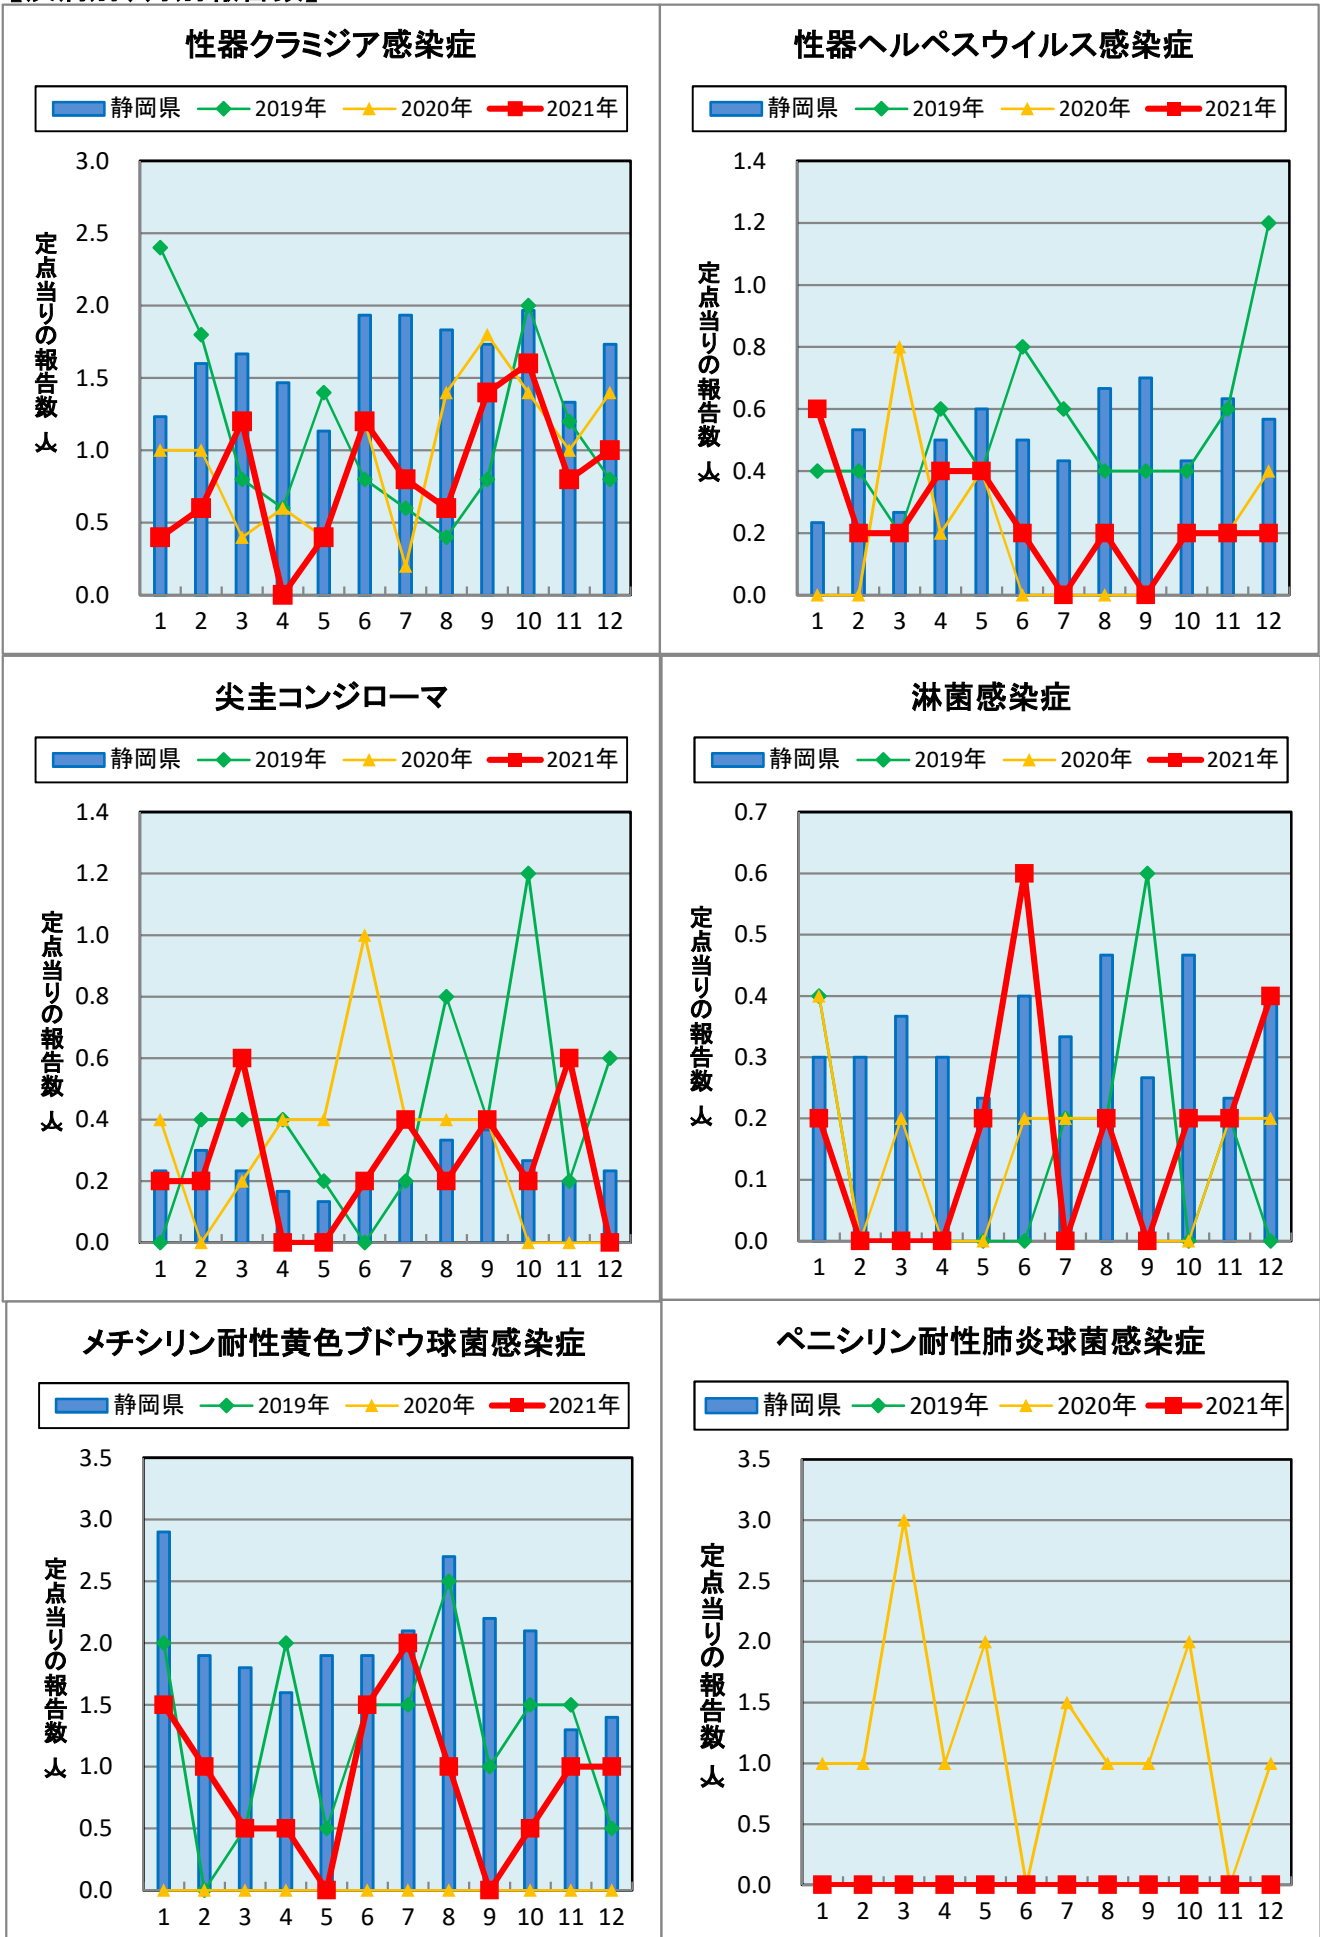 性器クラミジア感染症
静岡県 2019年 2020年 2021年
定点当りの報告数 人
3.0
2.5
2.0
1.5
1.0
0.5
0.0
1 2 3 4 5 6 7 8 9 10 11 12
性器ヘルペスウイルス感染症
静岡県 2019年 2020年 2021年
定点当りの報告数 人
1.4
1.2
1.0
0.8
0.6
0.4
0.2
0.0
1 2 3 4 5 6 7 8 9 10 11 12
尖圭コンジローマ
静岡県 2019年 2020年 2021年
定点当りの報告数 人
1.4
1.2
1.0
0.8
0.6
0.4
0.2
0.0
1 2 3 4 5 6 7 8 9 10 11 12
淋菌感染症
静岡県 2019年 2020年 2021年
定点当りの報告数 人
0.7
0.6
0.5
0.4
0.3
0.2
0.1
0.0
1 2 3 4 5 6 7 8 9 10 11 12
メチシリン耐性黄色ブドウ球菌感染症
静岡県 2019年 2020年 2021年
定点当りの報告数 人
3.5
3.0
2.5
2.0
1.5
1.0
0.5
0.0
1 2 3 4 5 6 7 8 9 10 11 12
ペニシリン耐性肺炎球菌感染症
静岡県 2019年 2020年 2021年
定点当りの報告数 人
3.5
3.0
2.5
2.0
1.5
1.0
0.5
0.0
1 2 3 4 5 6 7 8 9 10 11 12